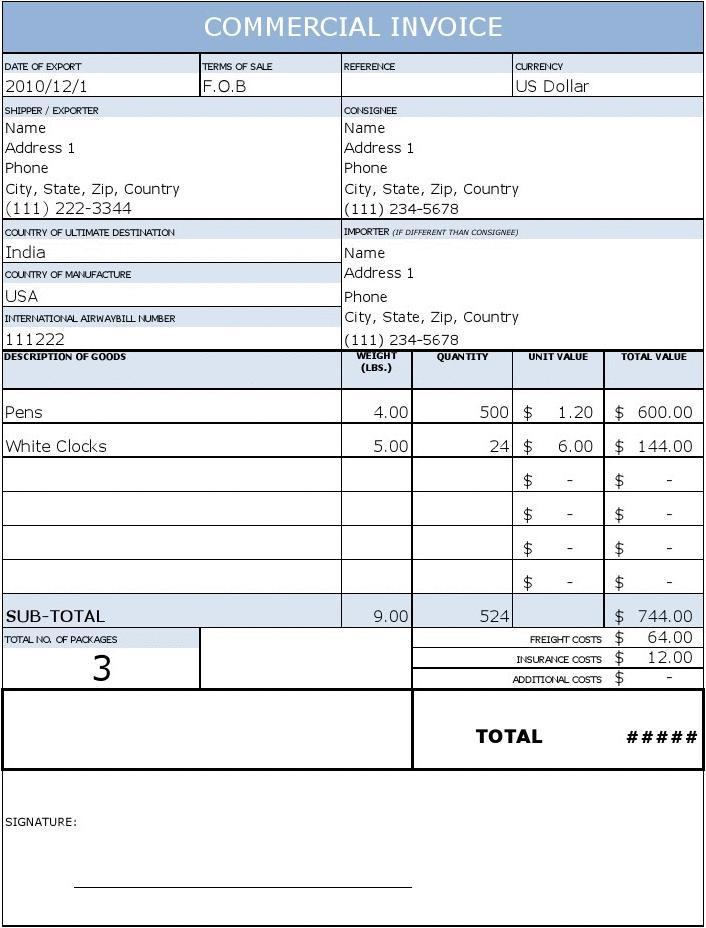 COMMERCIAL INVOICE
DATE OF EXPORT TERMS OF SALE REFERENCE CURRENCY
2010/12/1 F.O.B US Dollar
SHIPPER / EXPORTER CONSIGNEE
Name Name
Address 1 Address 1
Phone Phone
City, State, Zip, Country City, State, Zip, Country
(111) 222-3344 (111) 234-5678
COUNTRY OF ULTIMATE DESTINATION IMPORTER (IF DIFFERENT THAN CONSIGNEE)
India Name
COUNTRY OF MANUFACTURE Address 1
USA Phone
INTERNATIONAL AIRWAYBILL NUMBER City, State, Zip, Country
111222 (111) 234-5678
DESCRIPTION OF GOODS WEIGHT (LBS.) QUANTITY UNIT VALUE TOTAL VALUE
Pens 4.00 500 $ 1.20 $ 600.00
White Clocks 5.00 24 $ 6.00 $ 144.00
$ - $ -
$ - $ -
$ - $ -
$ - $ -
SUB-TOTAL 9.00 524 $ 744.00
TOTAL NO. OF PACKAGES FREIGHT COSTS $ 64.00
3 INSURANCE COSTS $ 12.00
ADDITIONAL COSTS $ -
TOTAL #####
SIGNATURE: